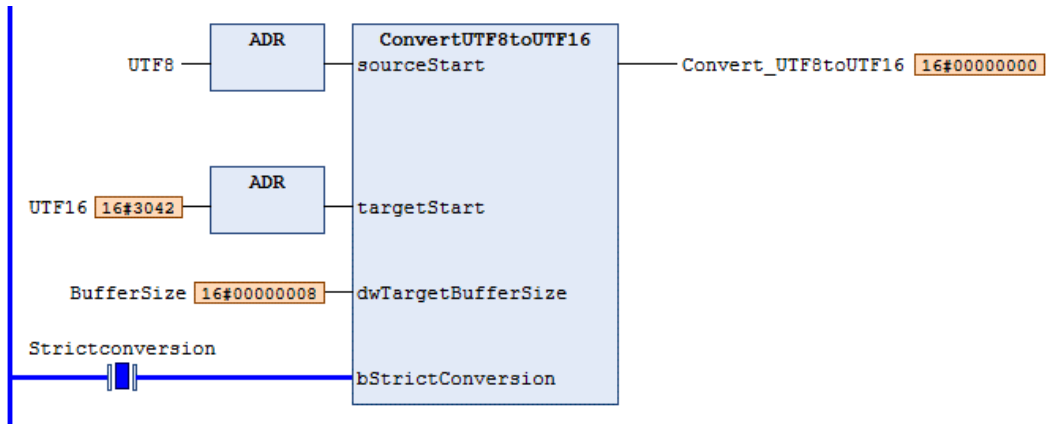 ADR
ConvertUTF8toUTF16
UTF8
sourceStart
Convert_UTF8toUTF16 16#00000000
ADR
UTF16 16#3042
targetStart
BufferSize 16#00000008
dwTargetBufferSize
Strictconversion
bStrictConversion